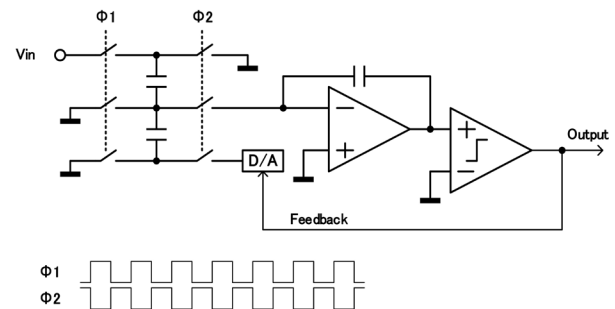 Φ1 Φ2
Vin
D/A
Output
Feedback
Φ1
Φ2